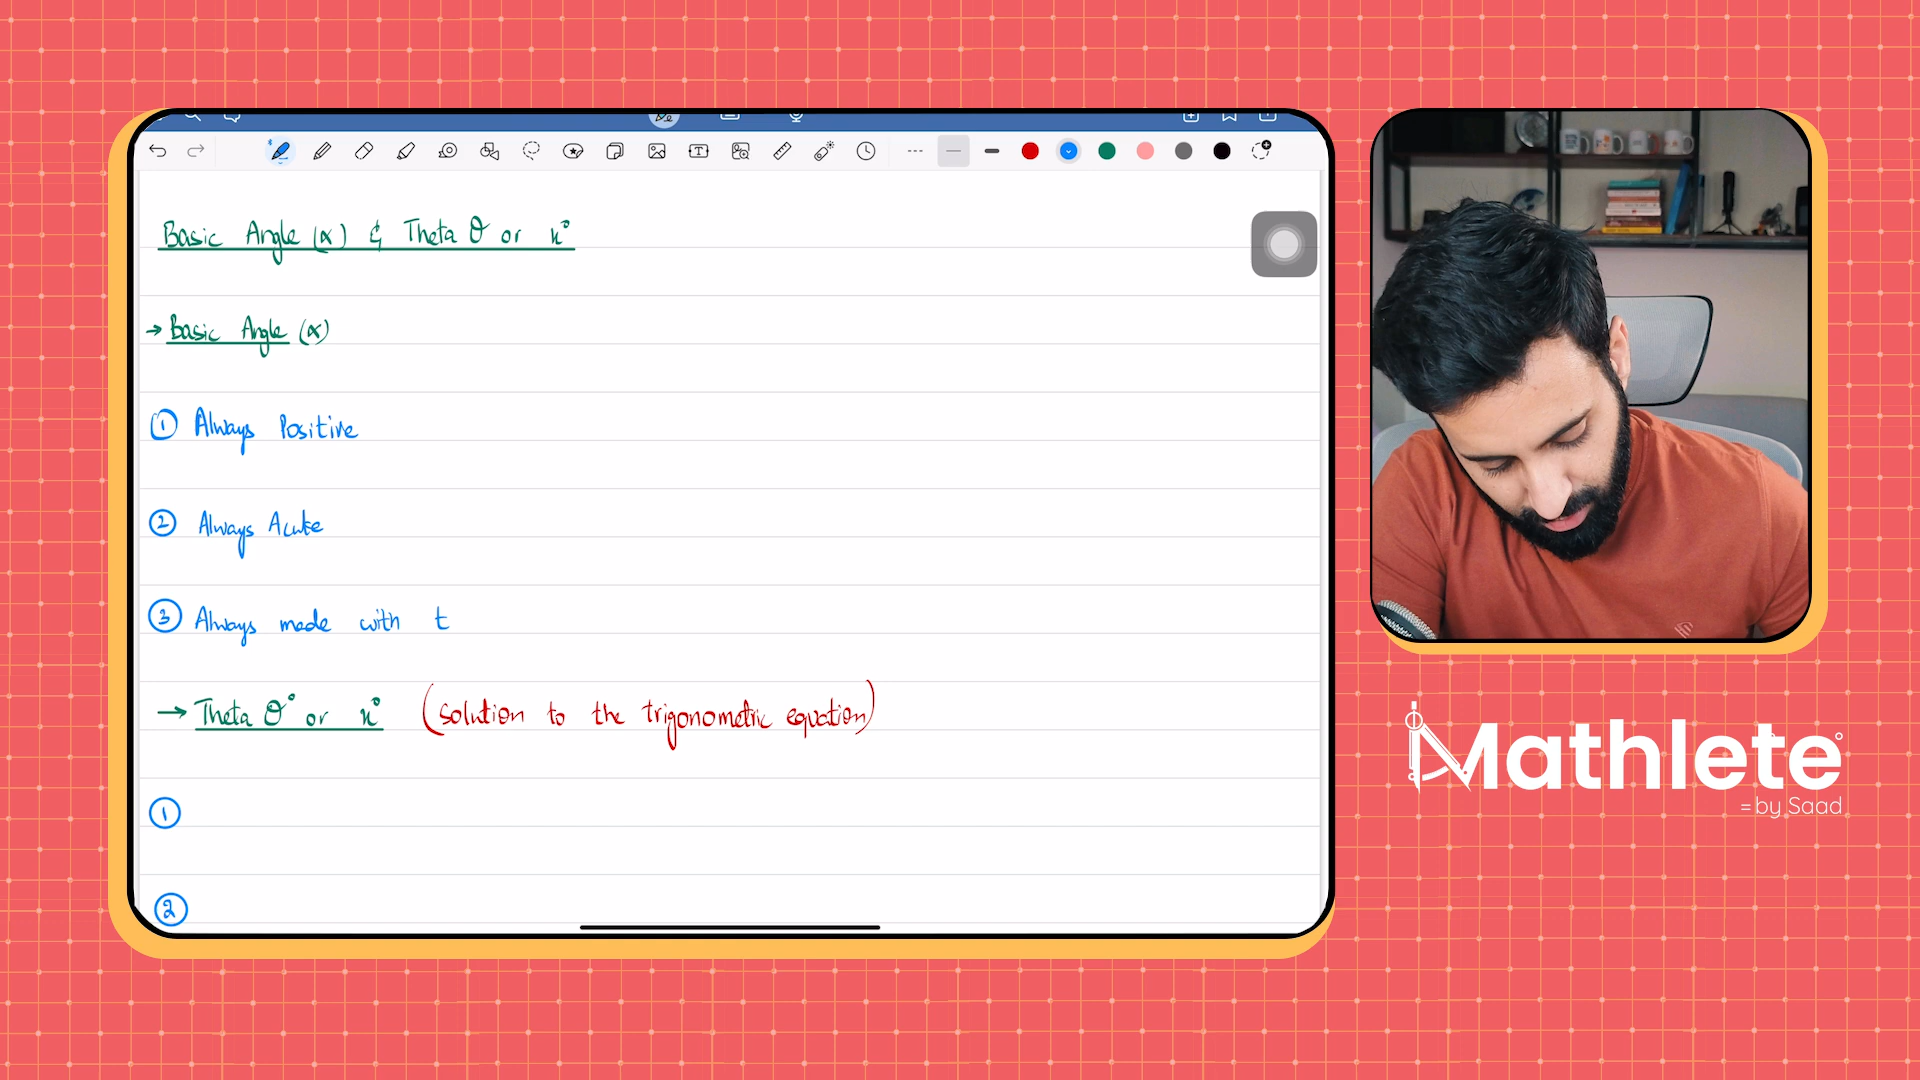 Basic Angle (α) & Theta θ or x°
→ Basic Angle (α)
① Always Positive
② Always Acute
③ Always made with t
→ Theta θ° or x° (solution to the trigonometric equation)
①
②
Mathlete°
= by Saad